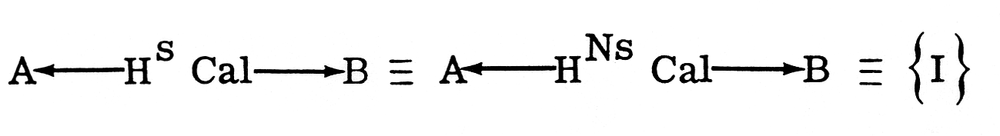 A←H^S Cal→B ≡ A←H^Ns Cal→B ≡ {I}